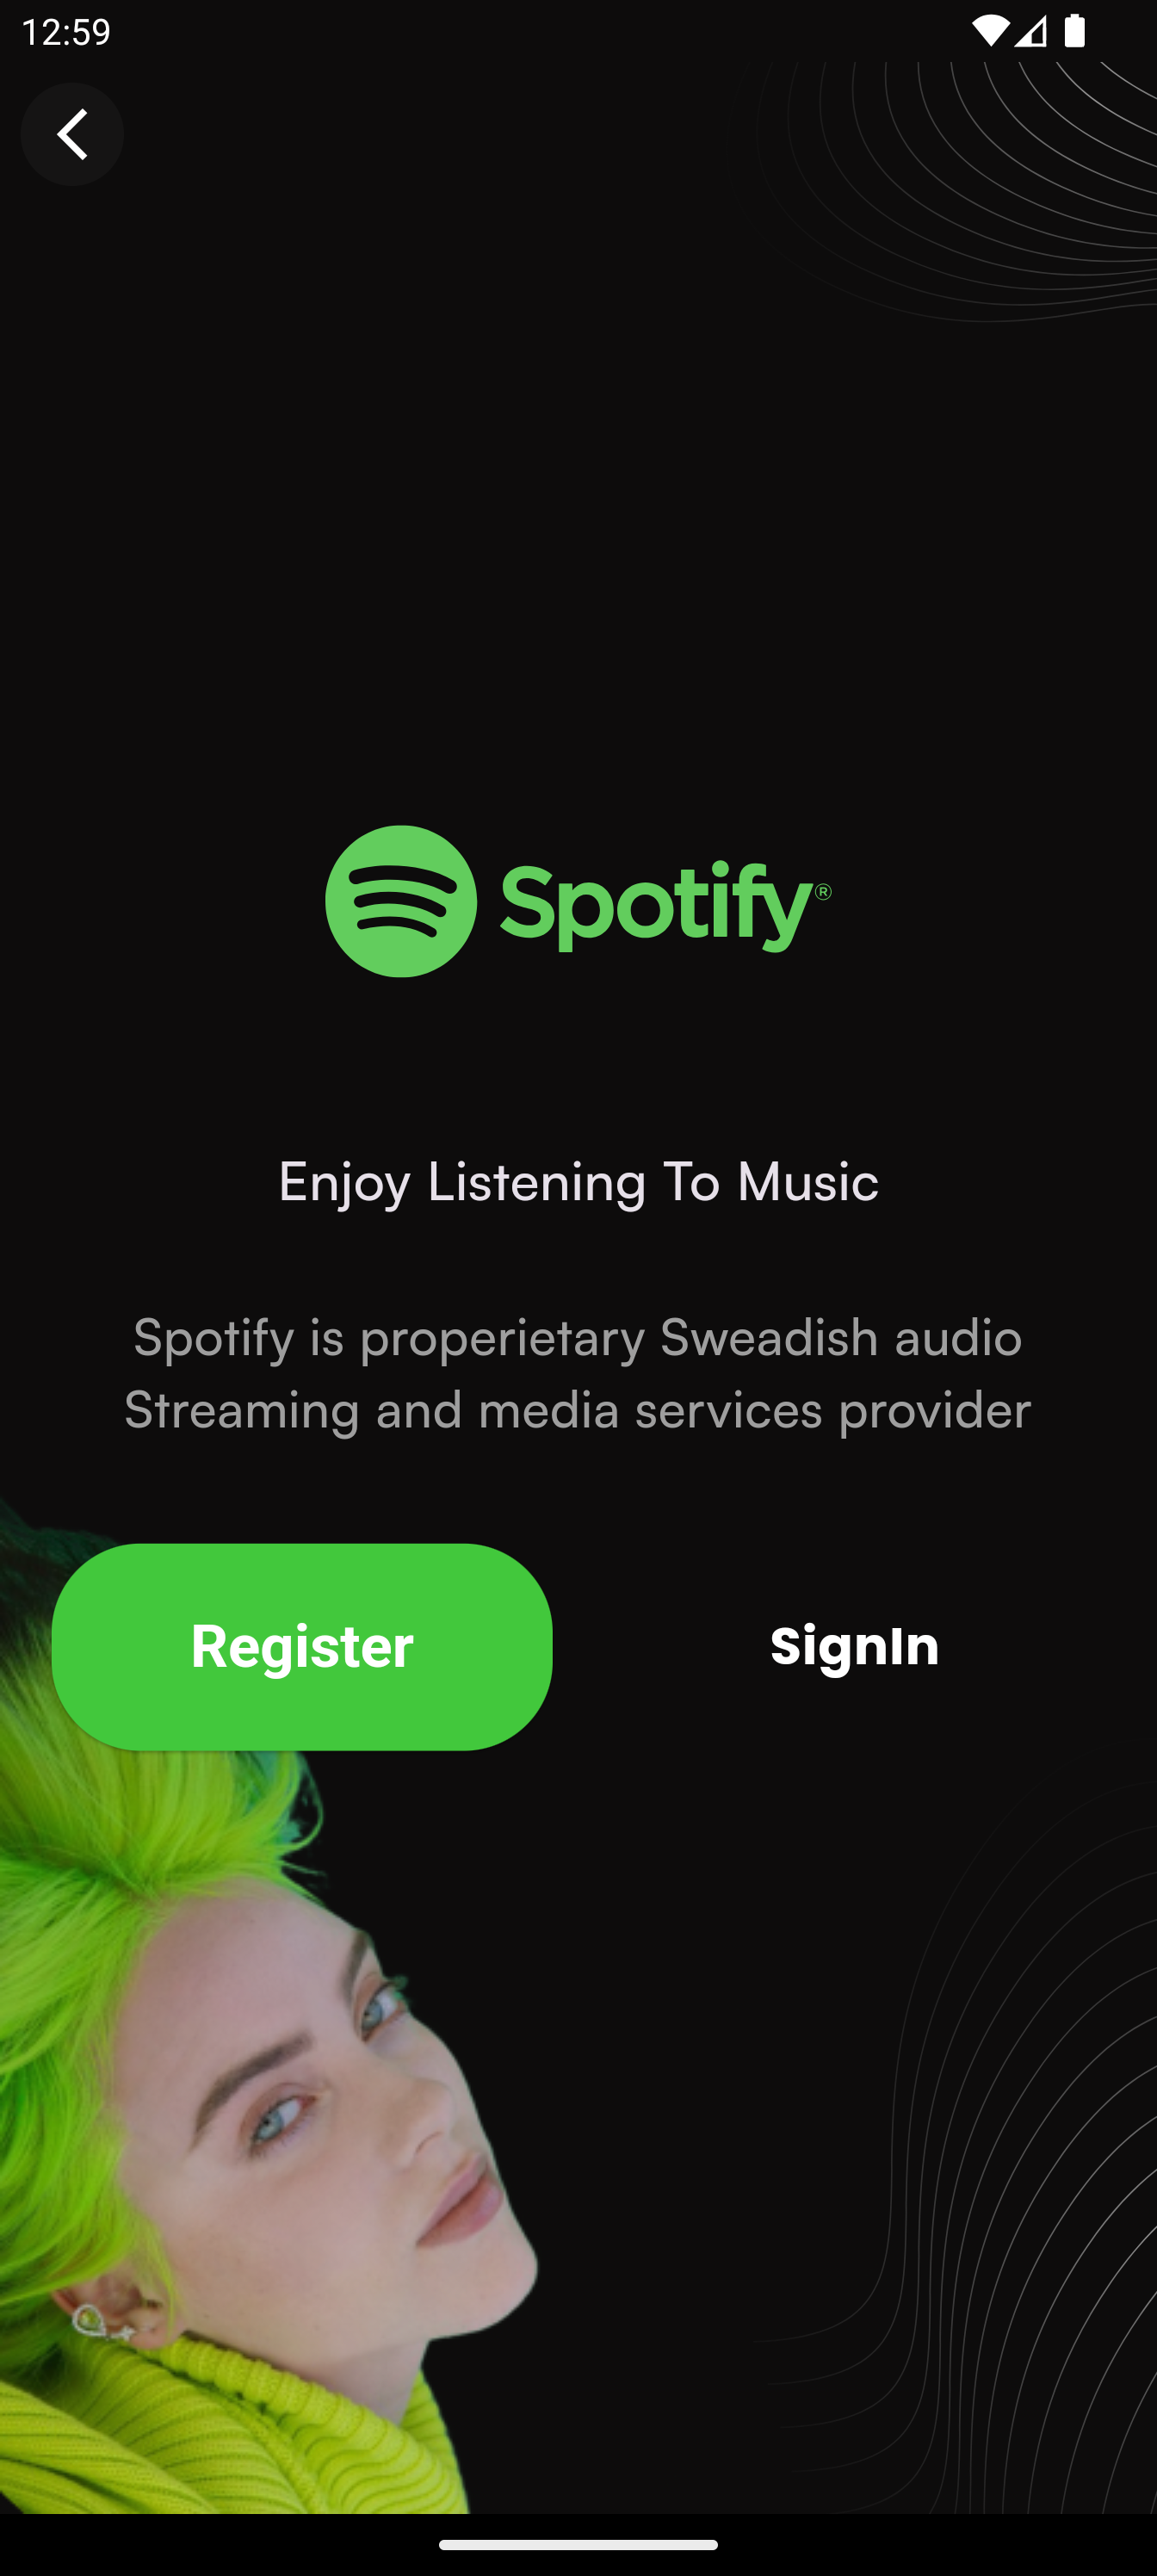 12:59
Spotify®
Enjoy Listening To Music
Spotify is properietary Sweadish audio
Streaming and media services provider
Register
SignIn